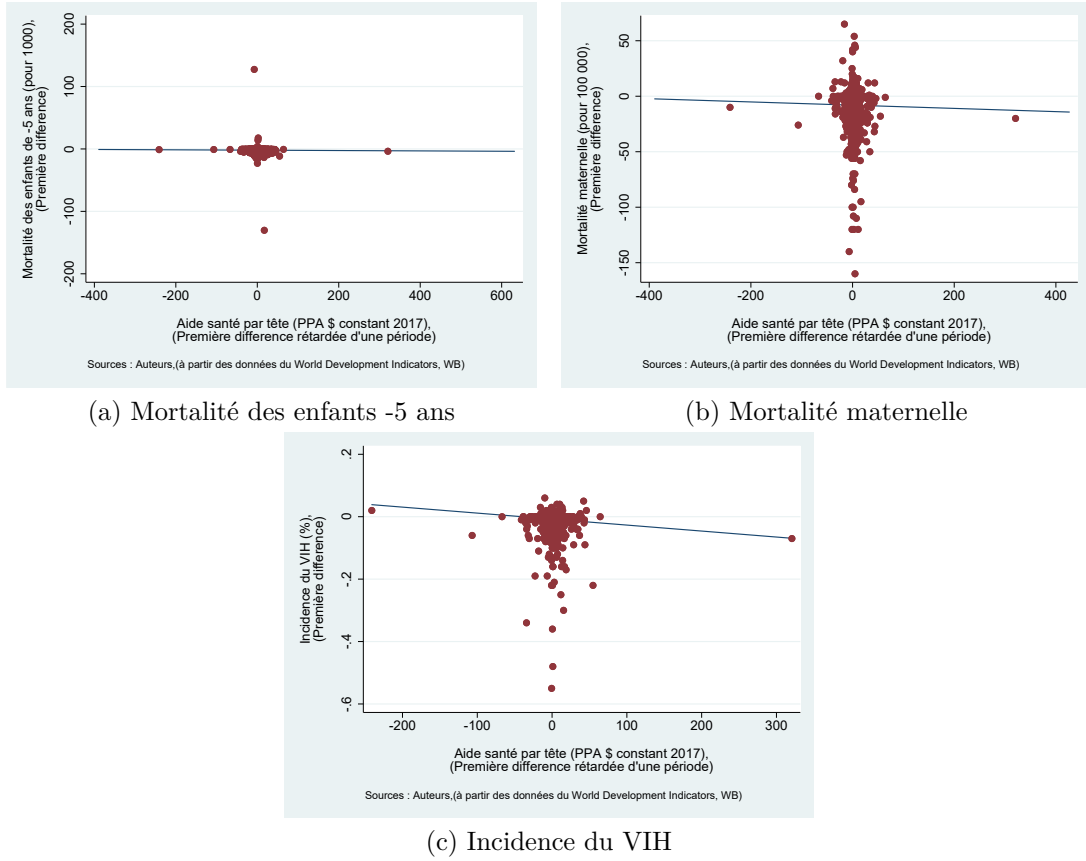 Mortalité des enfants de -5 ans (pour 1000),
(Première difference)
200
100
0
-100
-200
-400
-200
0
200
400
600
Aide santé par tête (PPA $ constant 2017),
(Première difference rétardée d'une période)
Sources : Auteurs,(à partir des données du World Development Indicators, WB)
(a) Mortalité des enfants -5 ans
Mortalité maternelle (pour 100 000),
(Première difference)
50
0
-50
-100
-150
-400
-200
0
200
400
Aide santé par tête (PPA $ constant 2017),
(Première difference rétardée d'une période)
Sources : Auteurs,(à partir des données du World Development Indicators, WB)
(b) Mortalité maternelle
Incidence du VIH (%),
(Première difference)
.2
0
-.2
-.4
-.6
-200
-100
0
100
200
300
Aide santé par tête (PPA $ constant 2017),
(Première difference rétardée d'une période)
Sources : Auteurs,(à partir des données du World Development Indicators, WB)
(c) Incidence du VIH